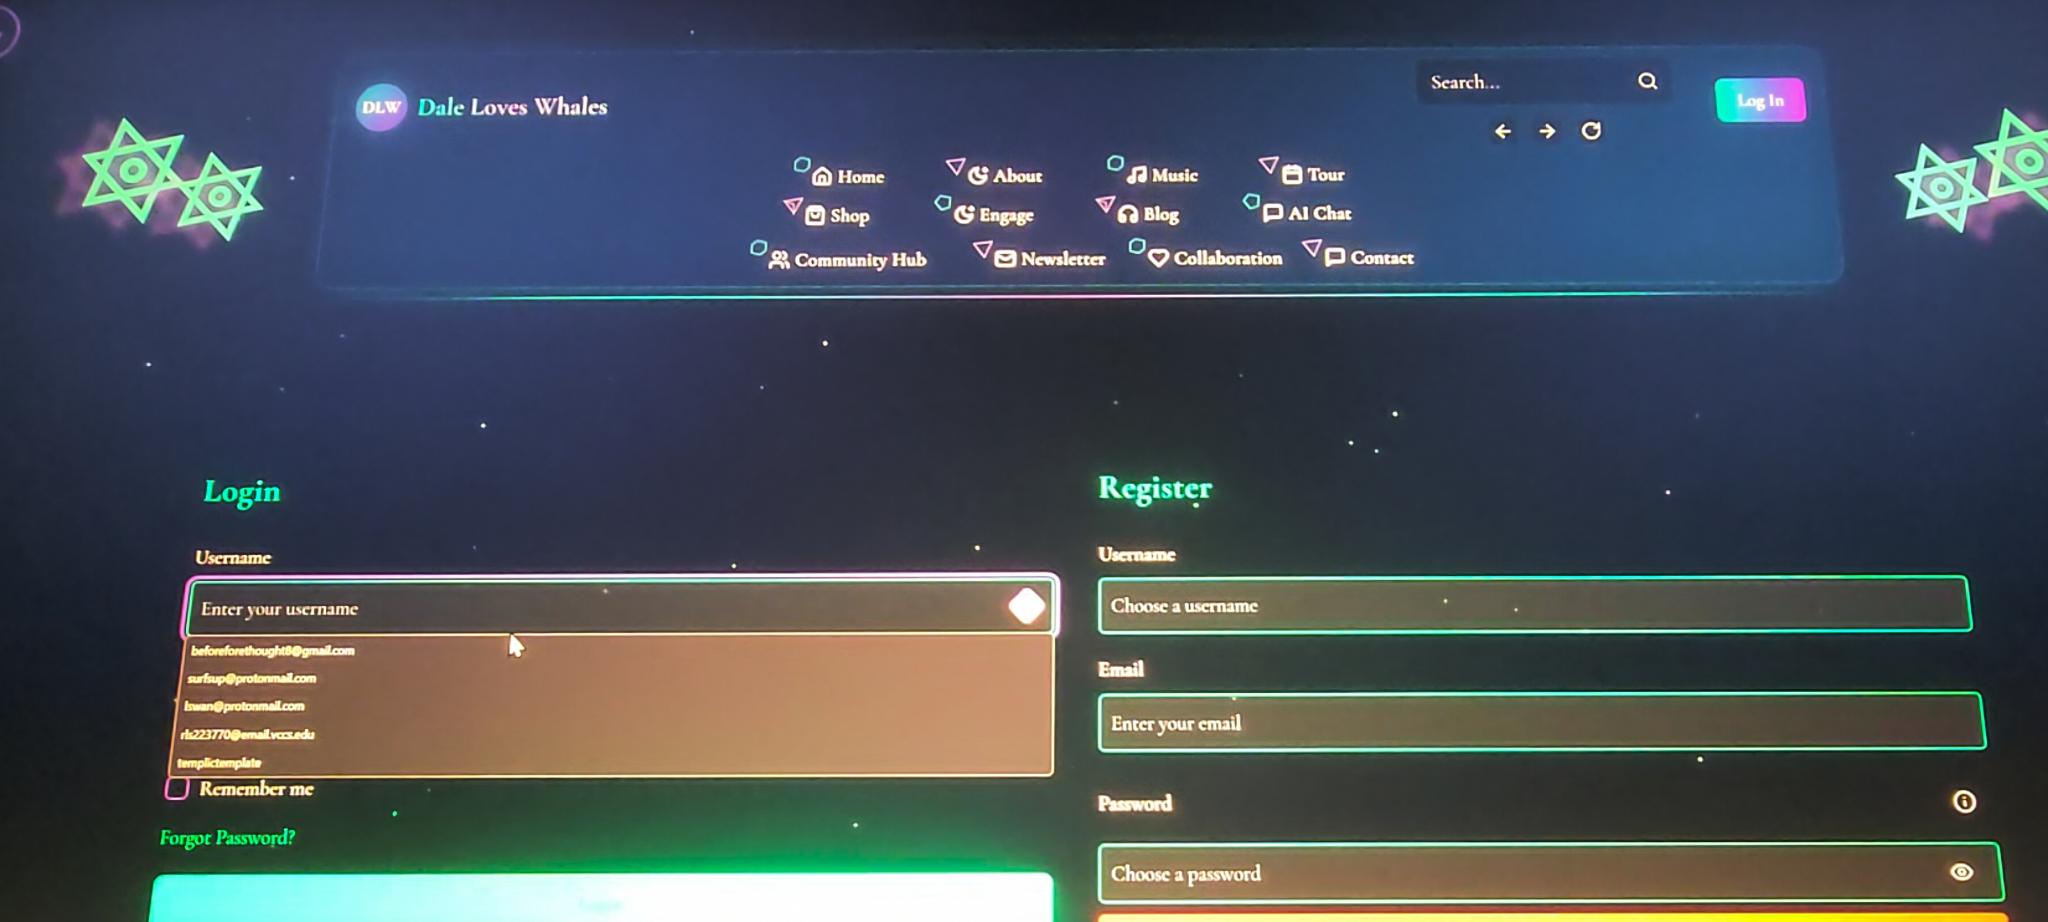 DLW Dale Loves Whales
Search...
Log In
Home About Music Tour
Shop Engage Blog AI Chat
Community Hub Newsletter Collaboration Contact
Login
Username
Enter your username
beforeforethought8@gmail.com
surfsup@protonmail.com
lswan@protonmail.com
rls223770@email.vccs.edu
templictemplate
Remember me
Forgot Password?
Register
Username
Choose a username
Email
Enter your email
Password
Choose a password